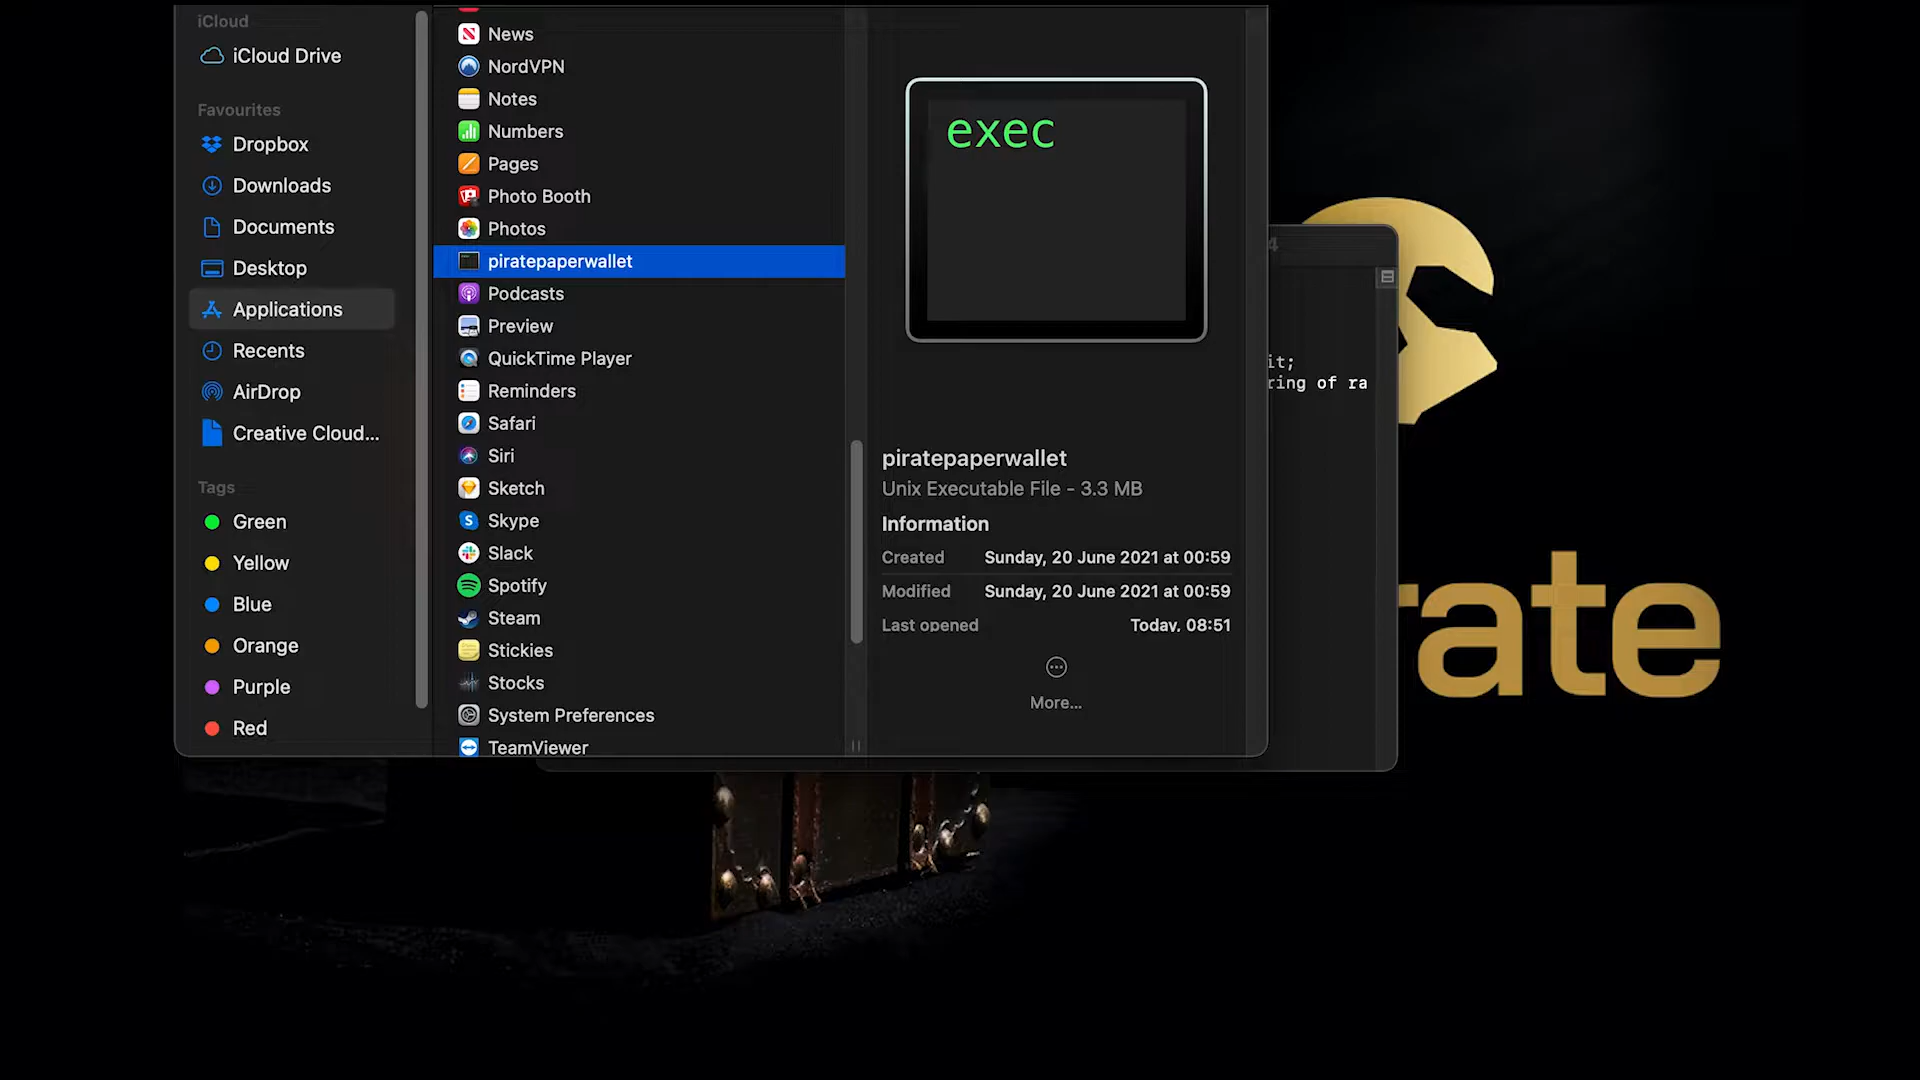 iCloud
iCloud Drive
Favourites
Dropbox
Downloads
Documents
Desktop
Applications
Recents
AirDrop
Creative Cloud...
Tags
Green
Yellow
Blue
Orange
Purple
Red
News
NordVPN
Notes
Numbers
Pages
Photo Booth
Photos
piratepaperwallet
Podcasts
Preview
QuickTime Player
Reminders
Safari
Siri
Sketch
Skype
Slack
Spotify
Steam
Stickies
Stocks
System Preferences
TeamViewer
exec
piratepaperwallet
Unix Executable File - 3.3 MB
Information
Created Sunday, 20 June 2021 at 00:59
Modified Sunday, 20 June 2021 at 00:59
Last opened Today, 08:51
More...
4
it;
ring of ra
rate